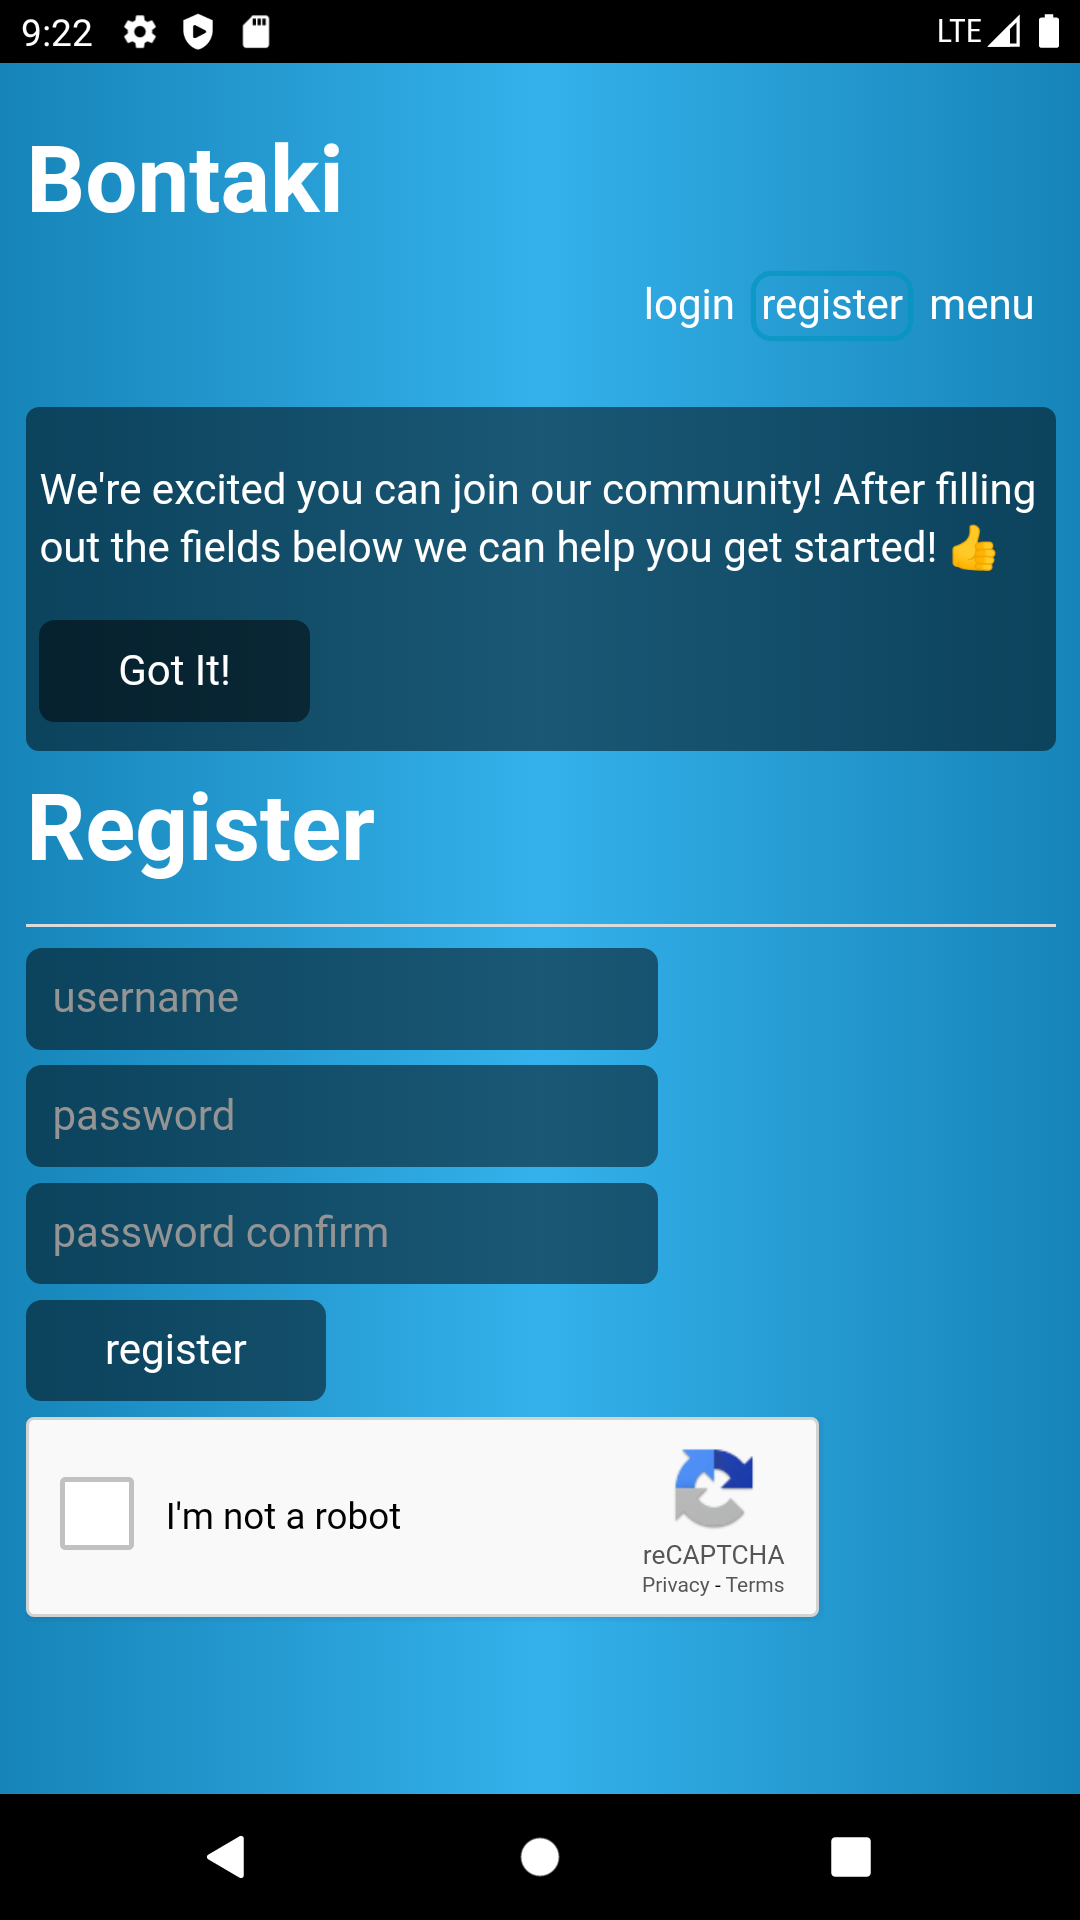 9:22 LTE
Bontaki
login register menu
We're excited you can join our community! After filling
out the fields below we can help you get started! 👍
Got It!
Register
username
password
password confirm
register
I'm not a robot
reCAPTCHA
Privacy - Terms